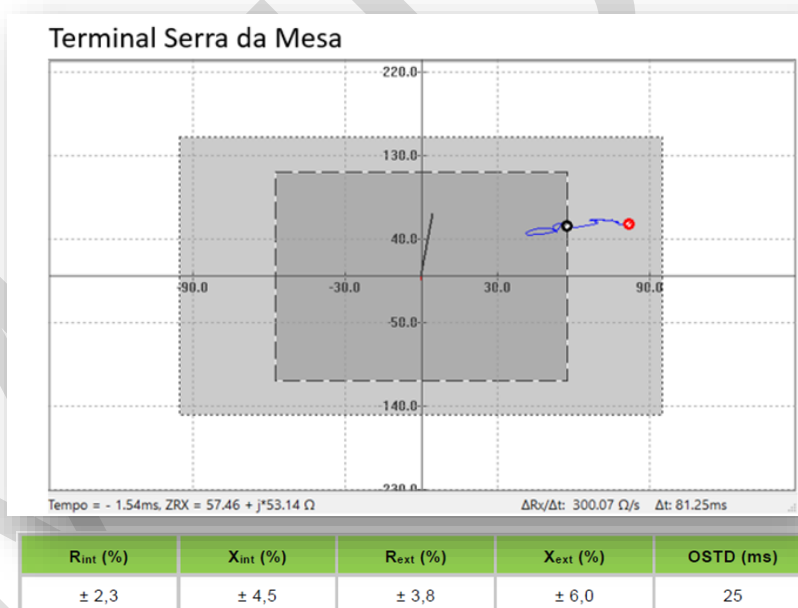 Terminal Serra da Mesa
220.0
130.0
40.0
-90.0
-30.0
30.0
90.0
-50.0
-140.0
-230.0
Tempo = - 1.54ms, ZRX = 57.46 + j*53.14 Ω
ΔRx/Δt: 300.07 Ω/s Δt: 81.25ms
Rint (%) Xint (%) Rext (%) Xext (%) OSTD (ms)
± 2,3 ± 4,5 ± 3,8 ± 6,0 25